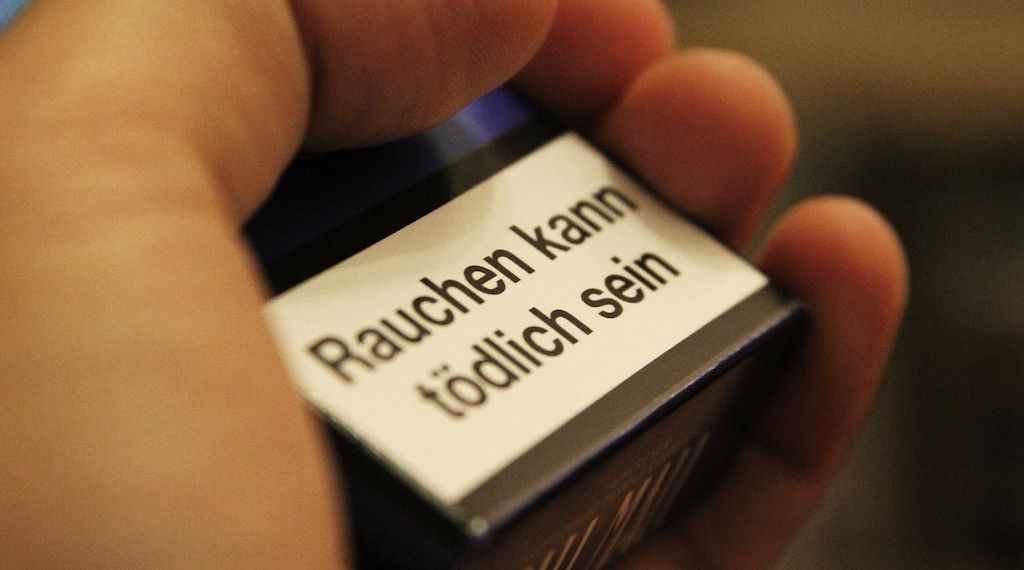 Rauchen kann
tödlich sein